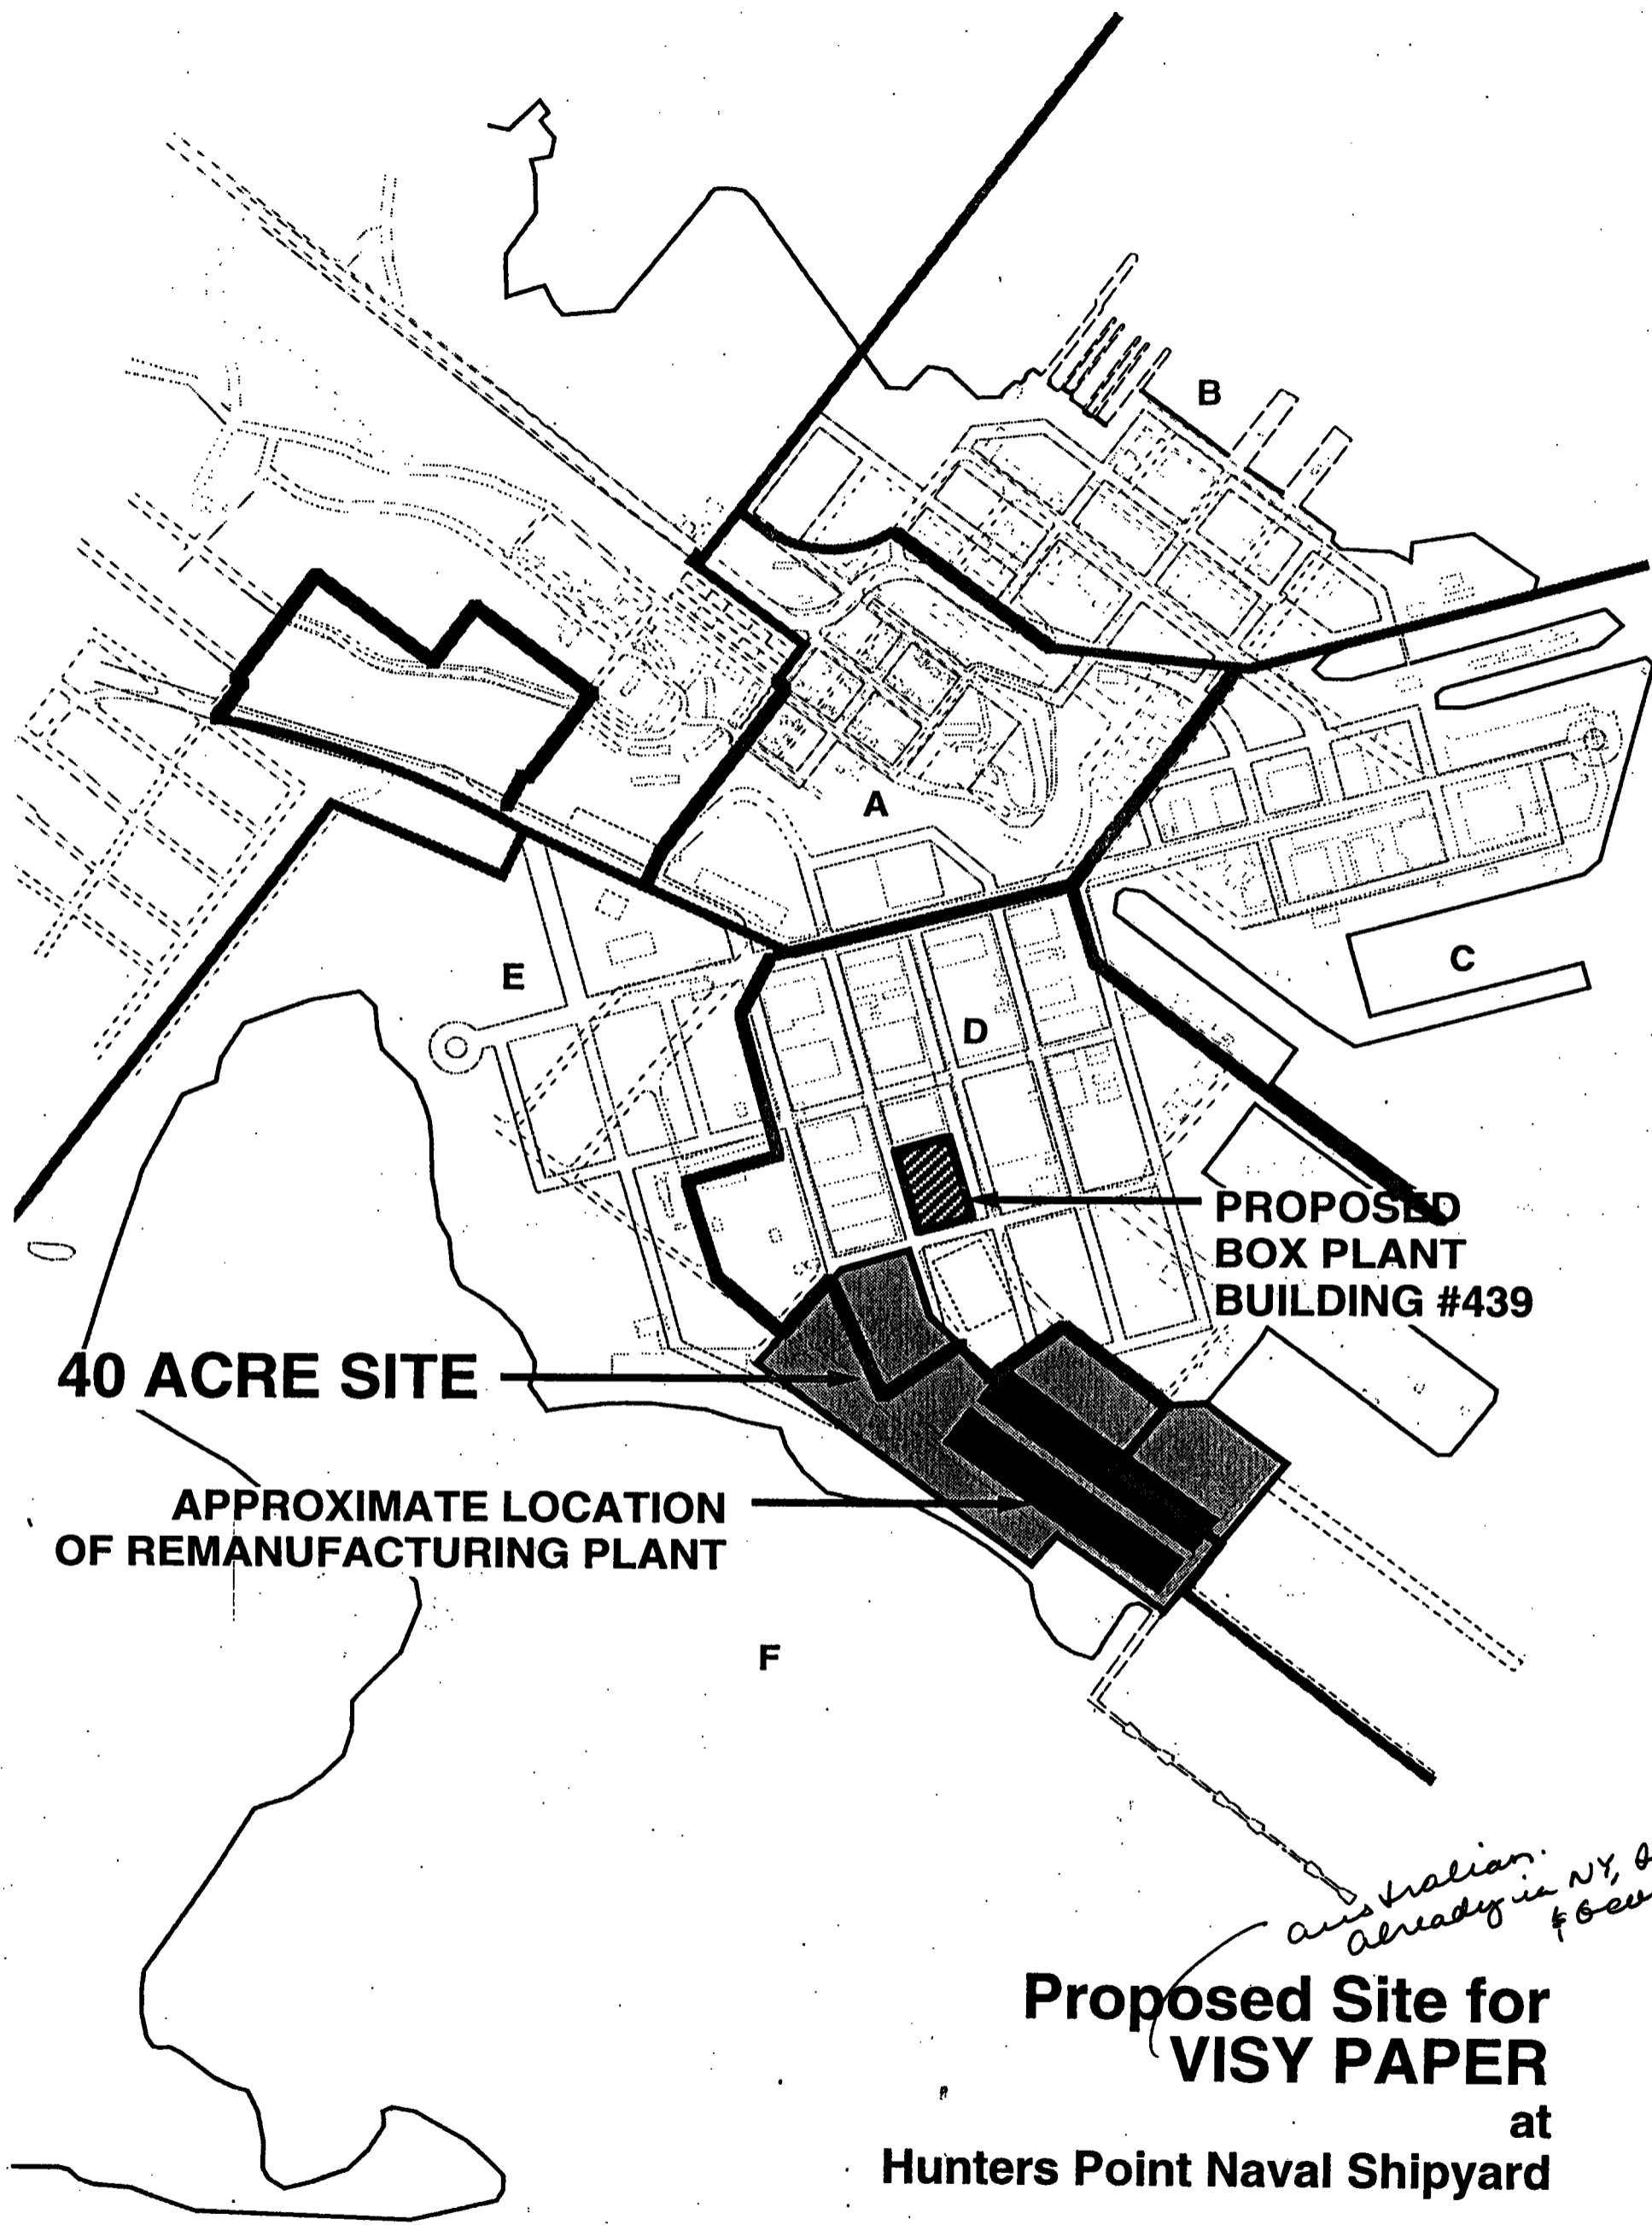 B
A
C
E
D
PROPOSED
BOX PLANT
BUILDING #439
40 ACRE SITE
APPROXIMATE LOCATION
OF REMANUFACTURING PLANT
F
australian.
already in NY,
&
Proposed Site for
VISY PAPER
at
Hunters Point Naval Shipyard